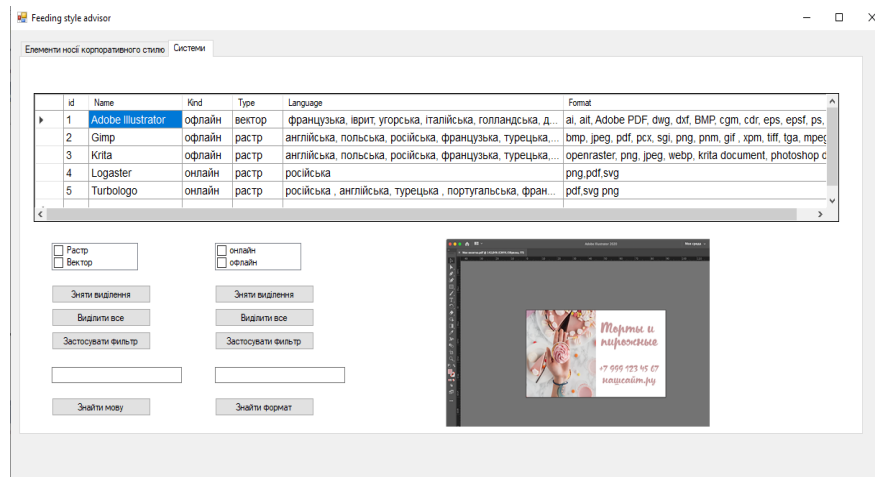 Feeding style advisor
Елементи носії корпоративного стилю Системи
id Name Kind Type Language Format
1 Adobe Illustrator офлайн вектор французька, іврит, угорська, італійська, голландська, д... ai, ait, Adobe PDF, dwg, dxf, BMP, cgm, cdr, eps, epsf, ps,
2 Gimp офлайн растр англійська, польська, російська, французька, турецька,... bmp, jpeg, pdf, pcx, sgi, png, pnm, gif , xpm, tiff, tga, mpeg
3 Krita офлайн растр англійська, польська, російська, французька, турецька,... openraster, png, jpeg, webp, krita document, photoshop d
4 Logaster онлайн растр російська png,pdf,svg
5 Turbologo онлайн растр російська , англійська, турецька , португальська, фран... pdf,svg png
Растр
Вектор
онлайн
офлайн
Зняти виділення Зняти виділення
Виділити все Виділити все
Застосувати фильтр Застосувати фильтр
Знайти мову Знайти формат
Торты и
пирожные
+7 999 123 45 67
нашсайт.ру